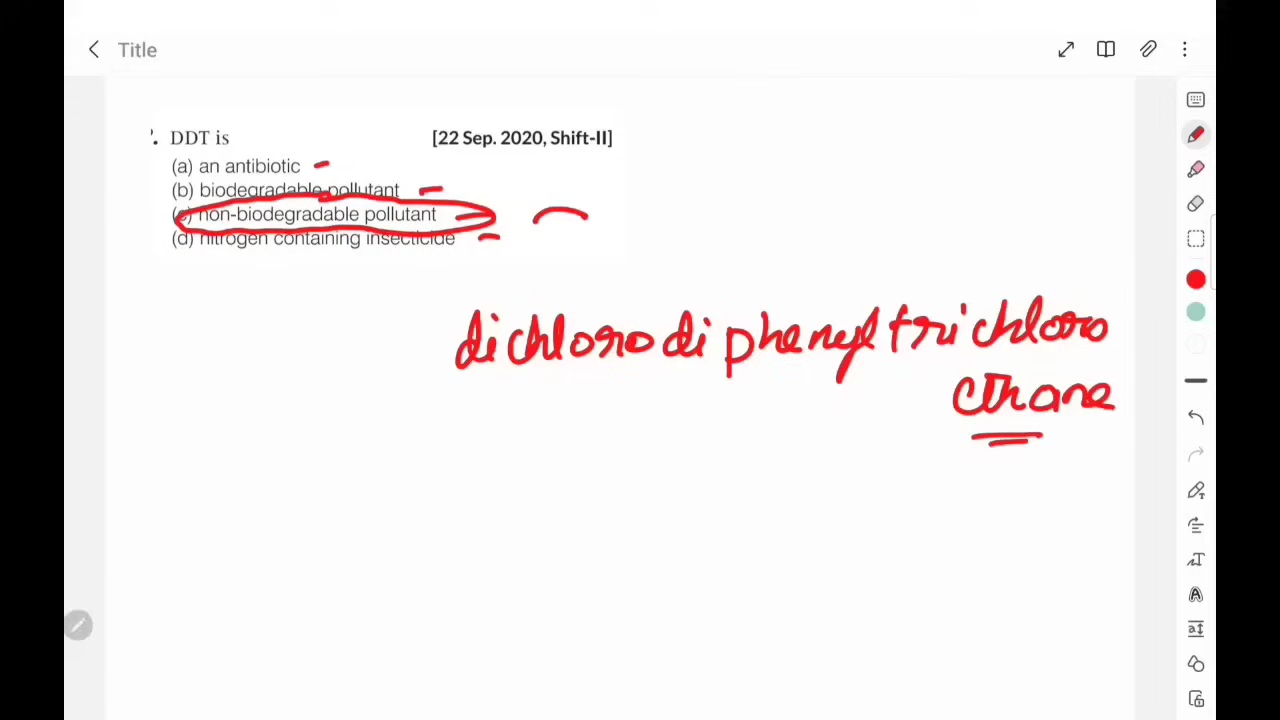 Title
DDT is [22 Sep. 2020, Shift-II]
(a) an antibiotic
(b) biodegradable pollutant
(c) non-biodegradable pollutant
(d) nitrogen containing insecticide
dichlorodiphenyltrichloro
ethane